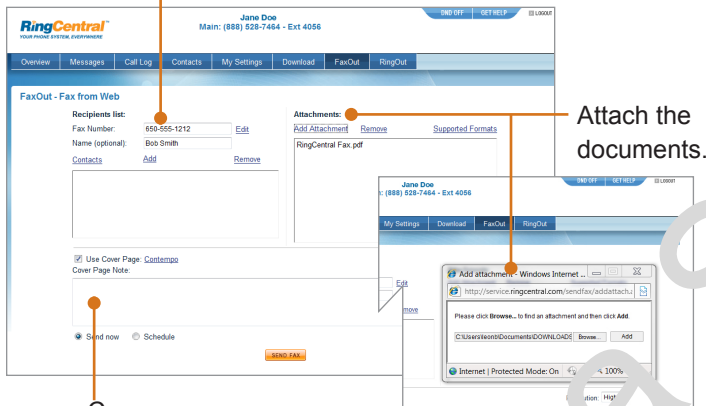 RingCentral™
YOUR PHONE SYSTEM, EVERYWHERE
Jane Doe
Main: (888) 528-7464 - Ext 4056
DND OFF GET HELP LOGOUT
Overview Messages Call Log Contacts My Settings Download FaxOut RingOut
FaxOut - Fax from Web
Recipients list:
Fax Number: 650-555-1212 Edit
Name (optional): Bob Smith
Contacts Add Remove
Attachments:
Add Attachment Remove Supported Formats
RingCentral Fax.pdf
Attach the
documents.
Use Cover Page: Contempo
Cover Page Note:
Send now Schedule
SEND FAX
Jane Doe
: (888) 528-7464 - Ext 4056
DND OFF GET HELP LOGOUT
My Settings Download FaxOut RingOut
Edit
Add attachment - Windows Internet ...
http://service.ringcentral.com/sendfax/addattach.
Please click Browse... to find an attachment and then click Add.
C:\Users\leonb\Documents\DOWNLOADS Browse... Add
Internet | Protected Mode: On 100%